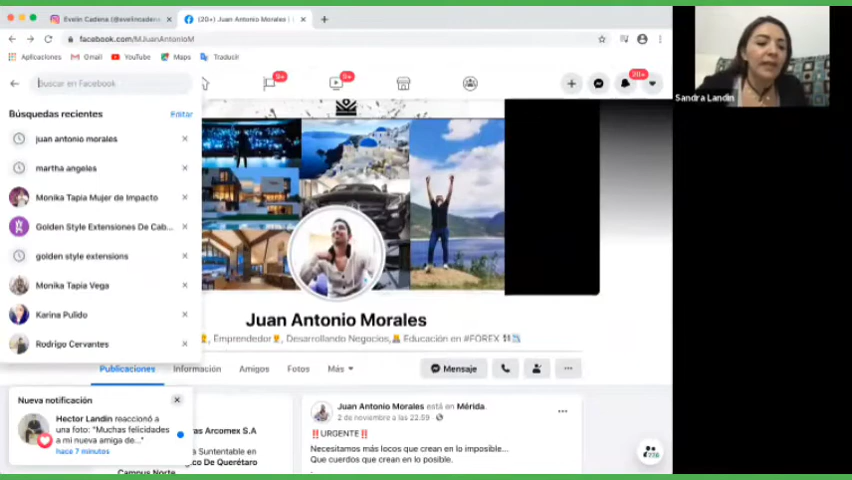 Evelin Cadena (@evelincadena
(20+) Juan Antonio Morales |
facebook.com/MJuanAntonioM
Aplicaciones
Gmail
YouTube
Maps
Traducir
Buscar en Facebook
9+
9+
20+
Búsquedas recientes
Editar
juan antonio morales
martha angeles
Monika Tapia Mujer de Impacto
Golden Style Extensiones De Cab...
golden style extensions
Monika Tapia Vega
Karina Pulido
Rodrigo Cervantes
Juan Antonio Morales
, Emprendedor, Desarrollando Negocios, Educación en #FOREX
Publicaciones
Información
Amigos
Fotos
Más
Mensaje
Nueva notificación
Hector Landin reaccionó a
una foto: "Muchas felicidades
a mi nueva amiga de..."
hace 7 minutos
as Arcomex S.A
a Sustentable en
gico De Querétaro
Campus Norte
Juan Antonio Morales está en Mérida.
2 de noviembre a las 22:59
‼️URGENTE‼️
Necesitamos más locos que crean en lo imposible...
Que cuerdos que crean en lo posible.
Sandra Landin